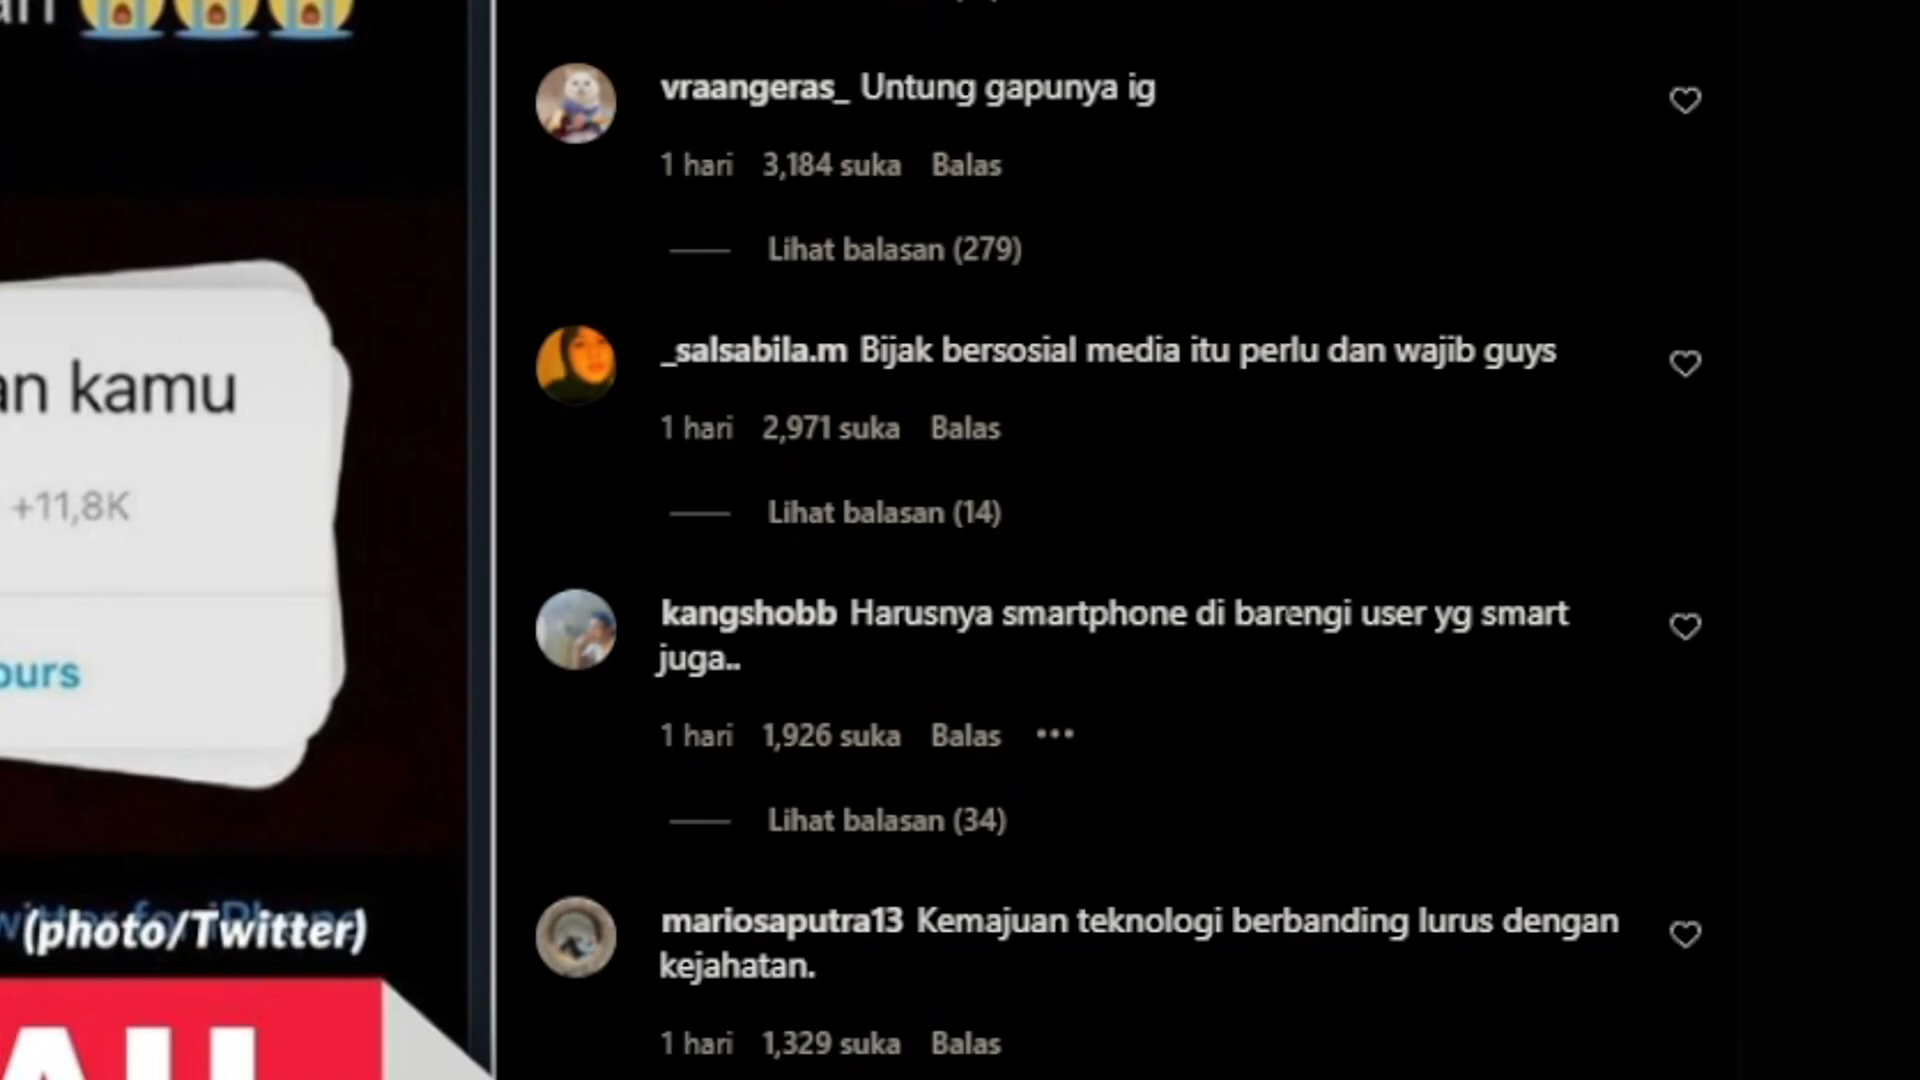 an kamu
+11,8K
ours
(photo/Twitter)
vraangeras_ Untung gapunya ig
1 hari 3,184 suka Balas
Lihat balasan (279)
_salsabila.m Bijak bersosial media itu perlu dan wajib guys
1 hari 2,971 suka Balas
Lihat balasan (14)
kangshobb Harusnya smartphone di barengi user yg smart
juga..
1 hari 1,926 suka Balas •••
Lihat balasan (34)
mariosaputra13 Kemajuan teknologi berbanding lurus dengan
kejahatan.
1 hari 1,329 suka Balas